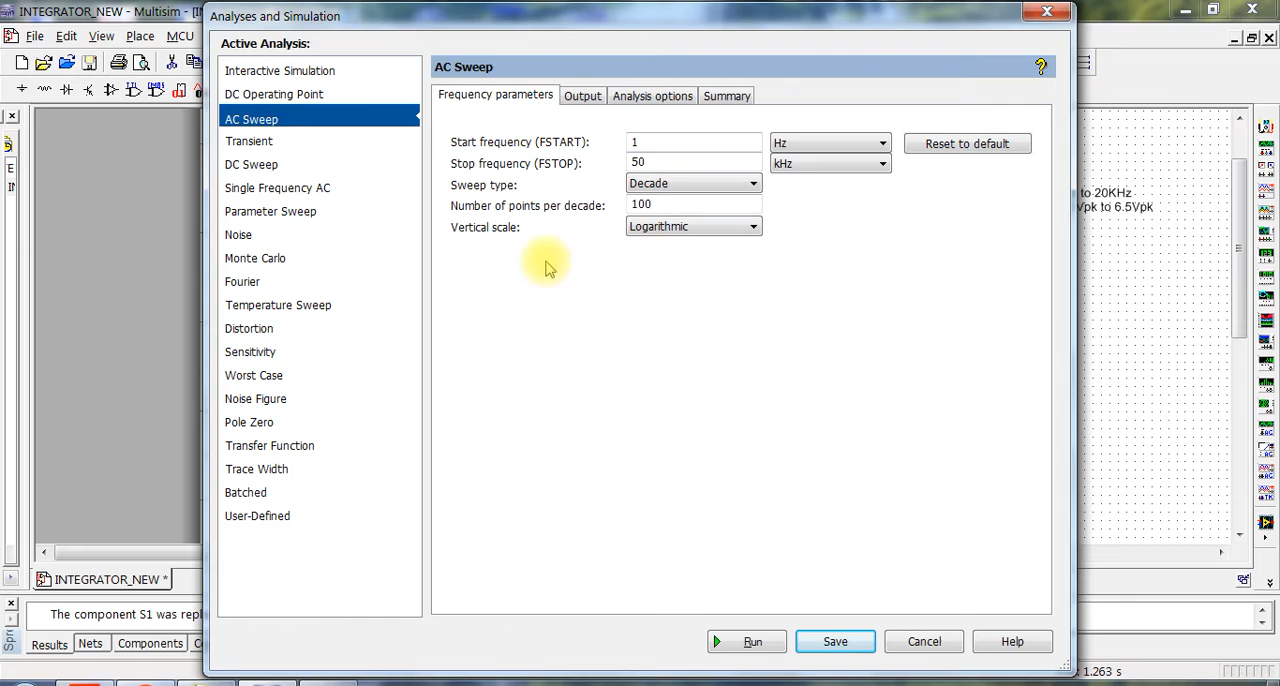 INTEGRATOR_NEW - Multisim - [IN
Analyses and Simulation
File Edit View Place MCU
Active Analysis:
Interactive Simulation
DC Operating Point
AC Sweep
Transient
DC Sweep
Single Frequency AC
Parameter Sweep
Noise
Monte Carlo
Fourier
Temperature Sweep
Distortion
Sensitivity
Worst Case
Noise Figure
Pole Zero
Transfer Function
Trace Width
Batched
User-Defined
AC Sweep
Frequency parameters Output Analysis options Summary
Start frequency (FSTART): 1 Hz Reset to default
Stop frequency (FSTOP): 50 kHz
Sweep type: Decade
Number of points per decade: 100
Vertical scale: Logarithmic
to 20KHz
Vpk to 6.5Vpk
INTEGRATOR_NEW *
The component S1 was repl
Results Nets Components
Run Save Cancel Help
: 1.263 s